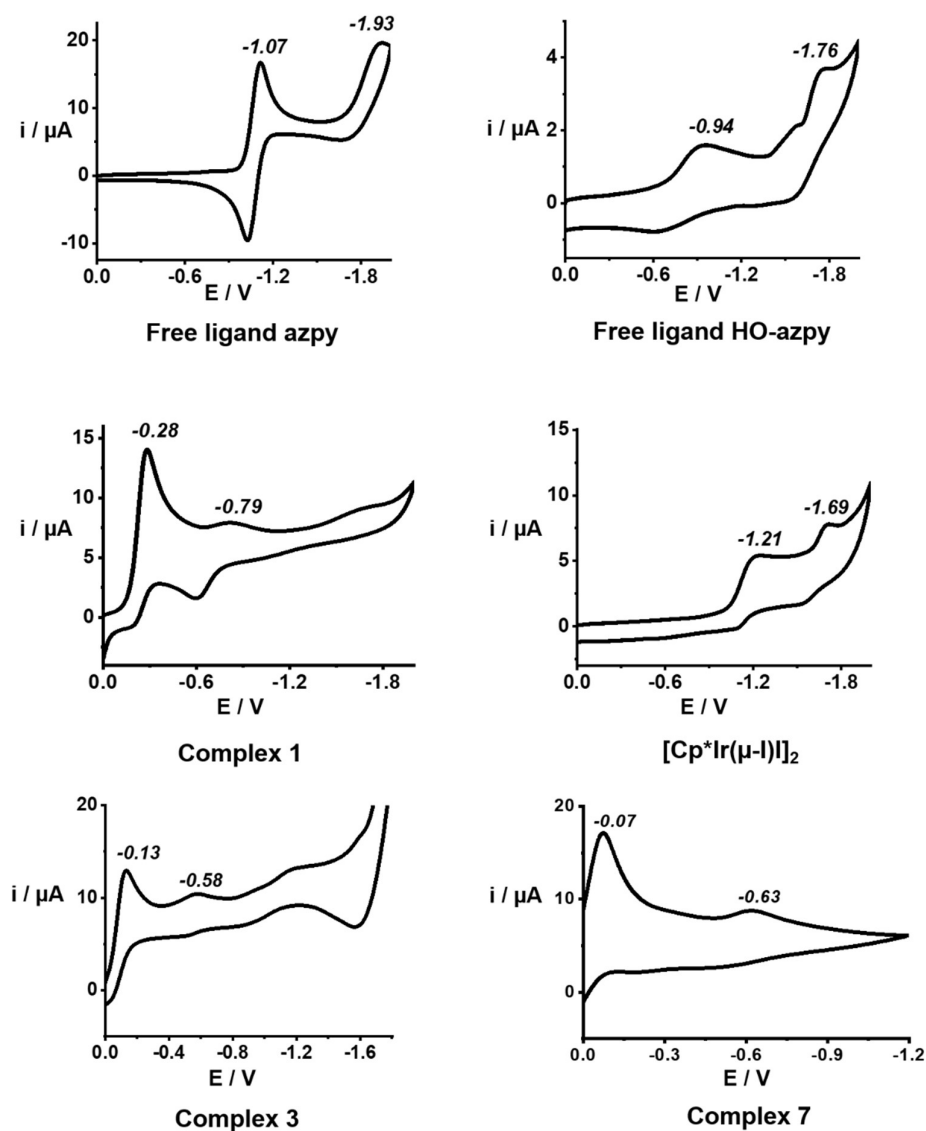 -1.07
-1.93
20
10
0
-10
i / µA
0.0 -0.6 -1.2 -1.8
E / V
Free ligand azpy
-0.94
-1.76
4
2
0
i / µA
0.0 -0.6 -1.2 -1.8
E / V
Free ligand HO-azpy
-0.28
-0.79
15
10
5
0
i / µA
0.0 -0.6 -1.2 -1.8
E / V
Complex 1
-1.21
-1.69
15
10
5
0
i / µA
0.0 -0.6 -1.2 -1.8
E / V
[Cp*Ir(µ-I)I]₂
-0.13
-0.58
20
10
0
i / µA
0.0 -0.4 -0.8 -1.2 -1.6
E / V
Complex 3
-0.07
-0.63
20
10
0
i / µA
0.0 -0.3 -0.6 -0.9 -1.2
E / V
Complex 7